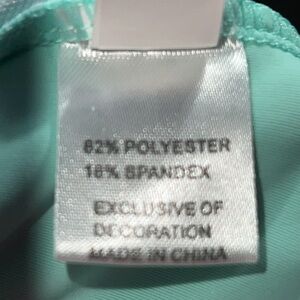 82% POLYESTER
18% SPANDEX
EXCLUSIVE OF
DECORATION
MADE IN CHINA